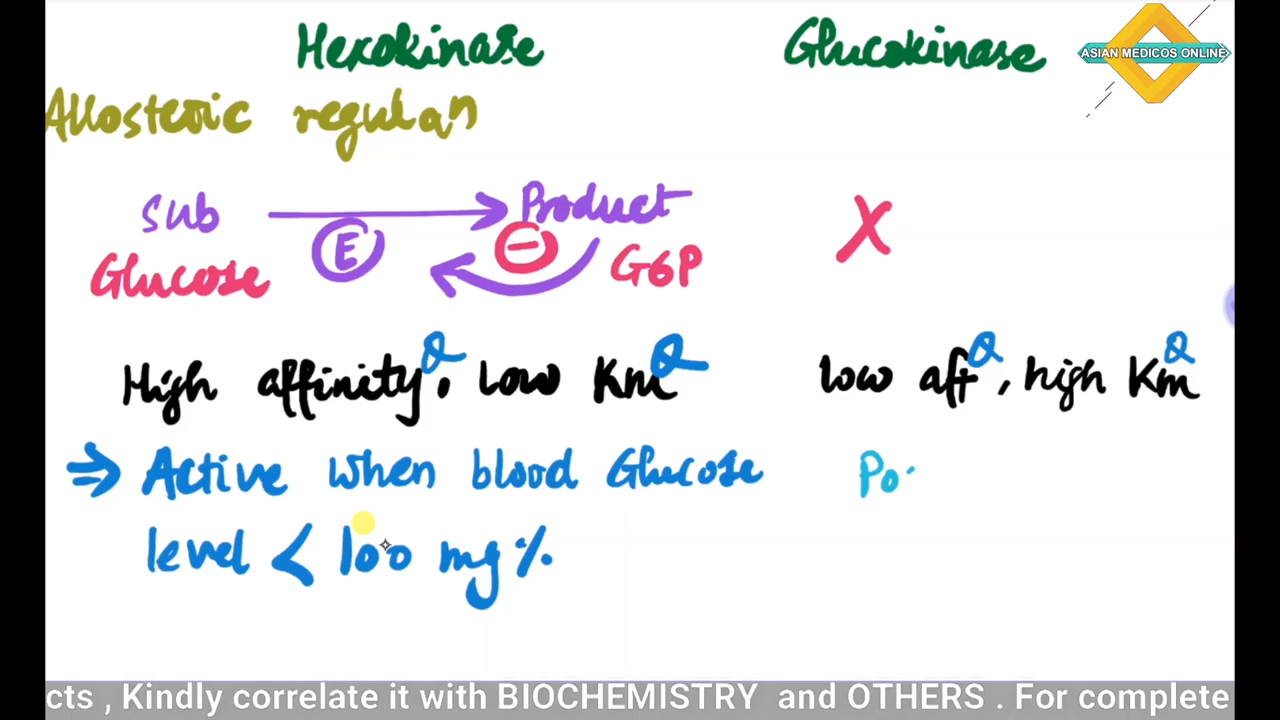 Hexokinase Glucokinase
ASIAN MEDICOS ONLINE
Allosteric regulaⁿ
Sub Product X
E −
Glucose G6P
High affinity Q, low Km Q low aff Q, high Km Q
⇒ Active when blood Glucose Po
level < 100 mg %
cts , Kindly correlate it with BIOCHEMISTRY and OTHERS . For complete